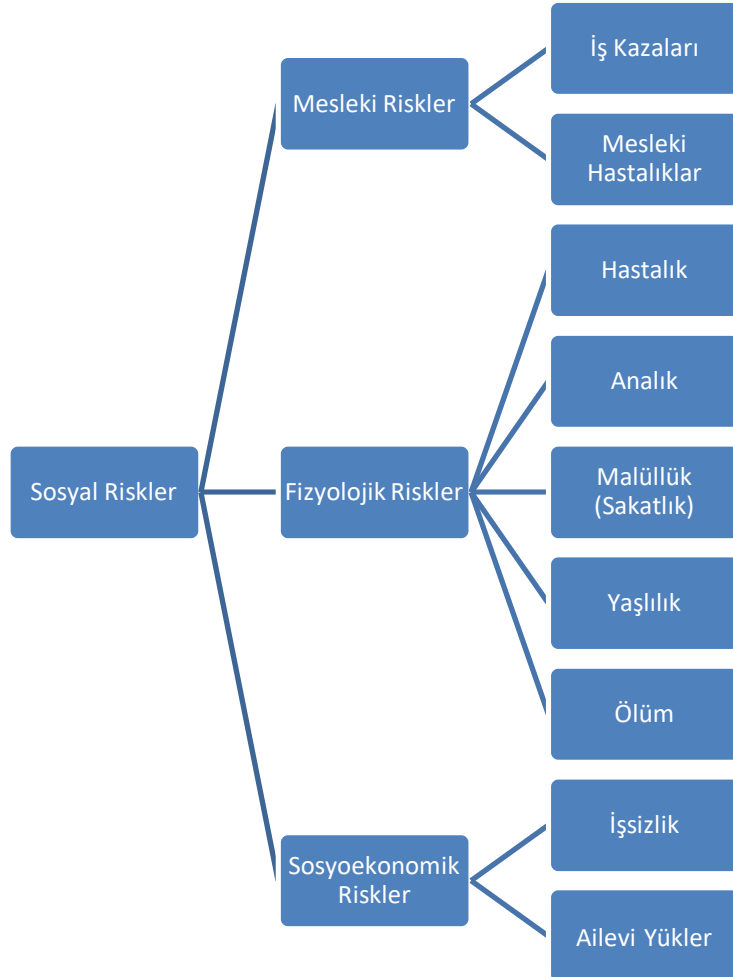 Sosyal Riskler
Mesleki Riskler
İş Kazaları
Mesleki
Hastalıklar
Fizyolojik Riskler
Hastalık
Analık
Malüllük
(Sakatlık)
Yaşlılık
Ölüm
Sosyoekonomik
Riskler
İşsizlik
Ailevi Yükler